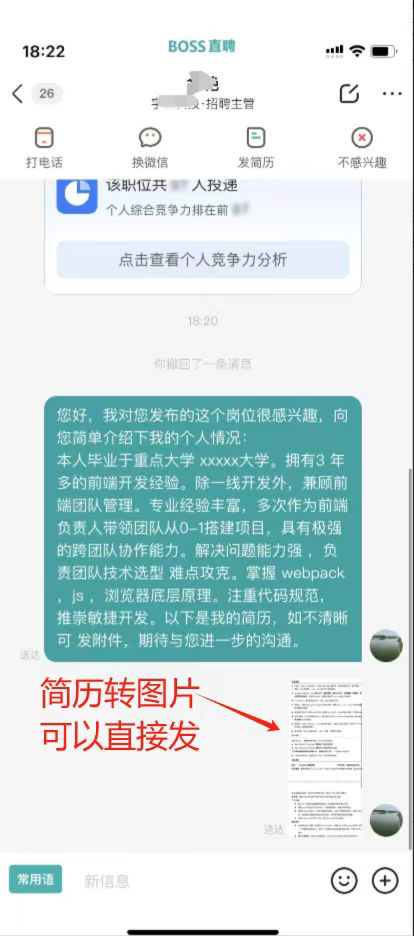 18:22
BOSS直聘
26
招聘主管
打电话
换微信
发简历
不感兴趣
该职位共 人投递
个人综合竞争力排在前
点击查看个人竞争力分析
18:20
你撤回了一条消息
您好，我对您发布的这个岗位很感兴趣，向
您简单介绍下我的个人情况：
本人毕业于重点大学 xxxxx大学。拥有3 年
多的前端开发经验。除一线开发外，兼顾前
端团队管理。专业经验丰富，多次作为前端
负责人带领团队从0-1搭建项目，具有极强
的跨团队协作能力。解决问题能力强 ，负
责团队技术选型 难点攻克。掌握 webpack
，js ，浏览器底层原理。注重代码规范，
推崇敏捷开发。以下是我的简历，如不清晰
可 发附件，期待与您进一步的沟通。
送达
简历转图片
可以直接发
送达
常用语
新信息